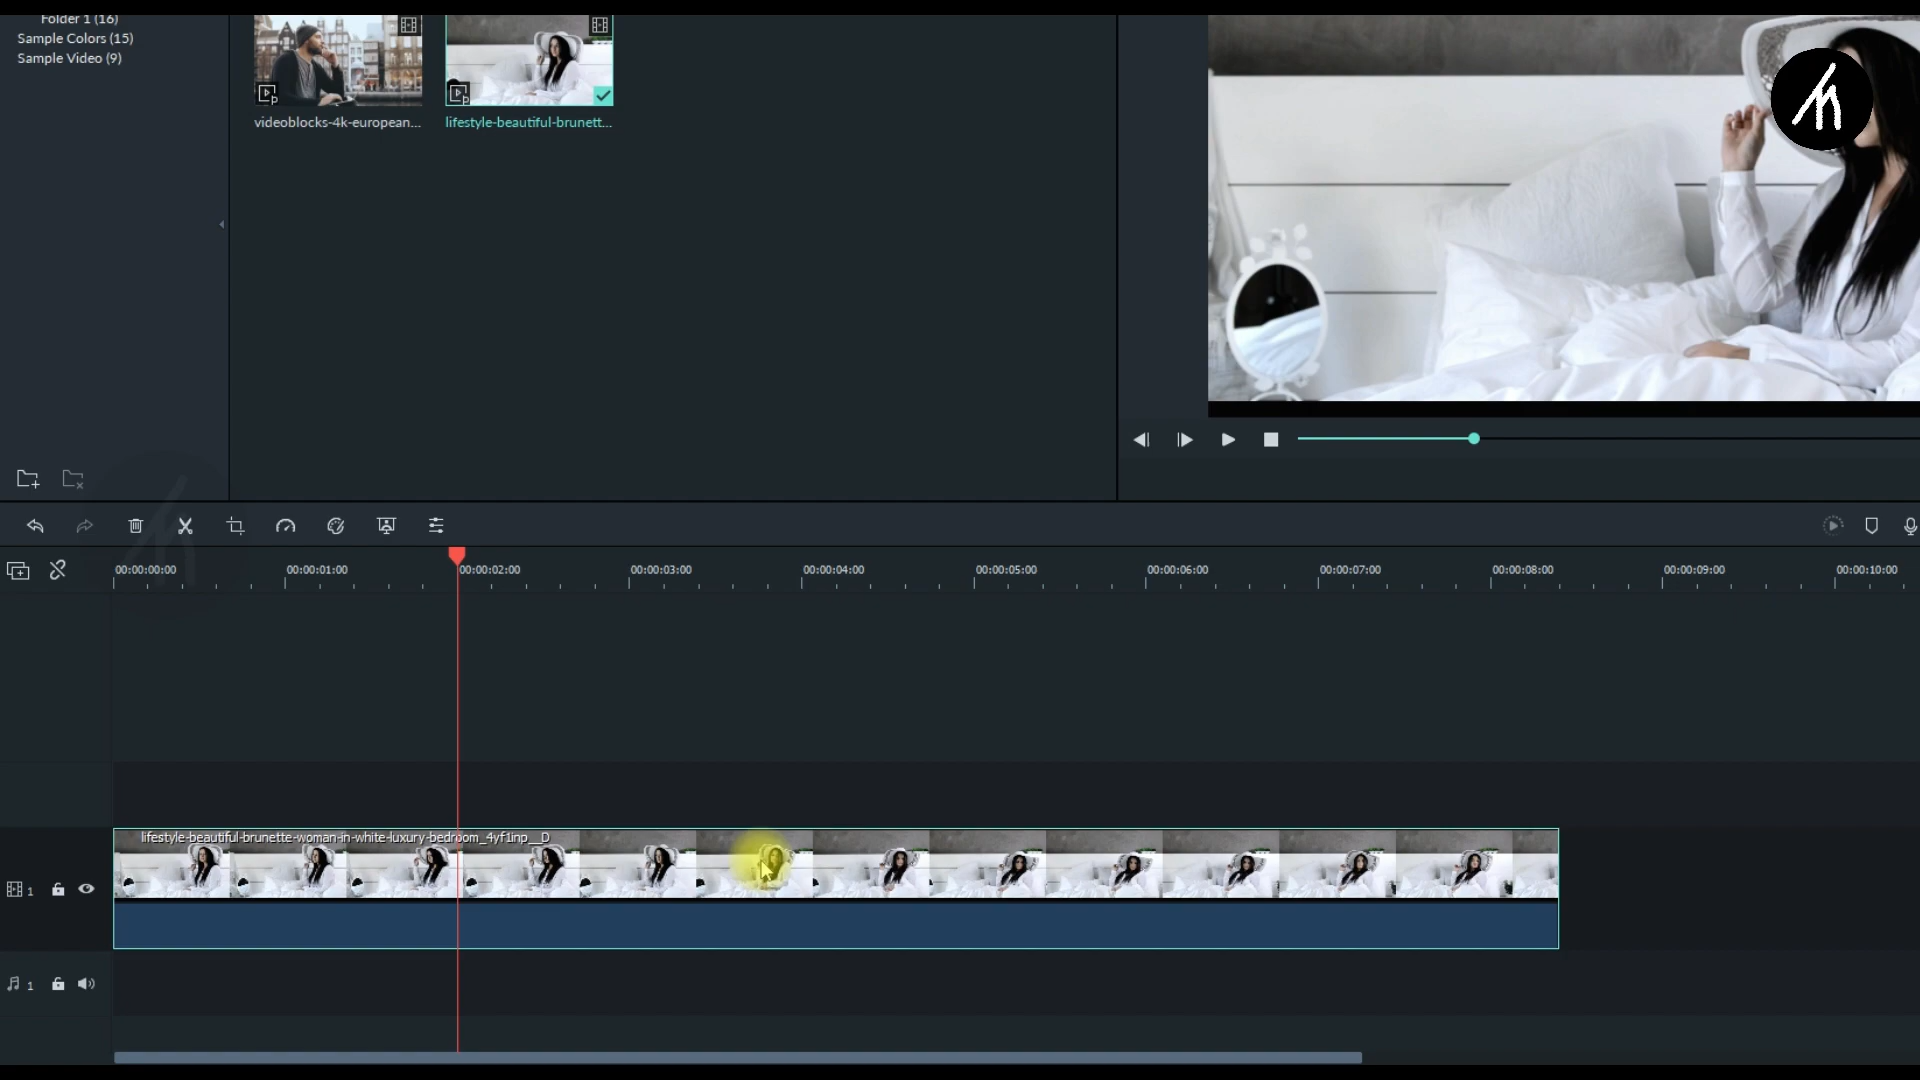 Folder 1 (16)
Sample Colors (15)
Sample Video (9)
videoblocks-4k-european...
lifestyle-beautiful-brunett...
00:00:00:00
00:00:01:00
00:00:02:00
00:00:03:00
00:00:04:00
00:00:05:00
00:00:06:00
00:00:07:00
00:00:08:00
00:00:09:00
00:00:10:00
lifestyle-beautiful-brunette-woman-in-white-luxury-bedroom_4yf1inp__D
1
1